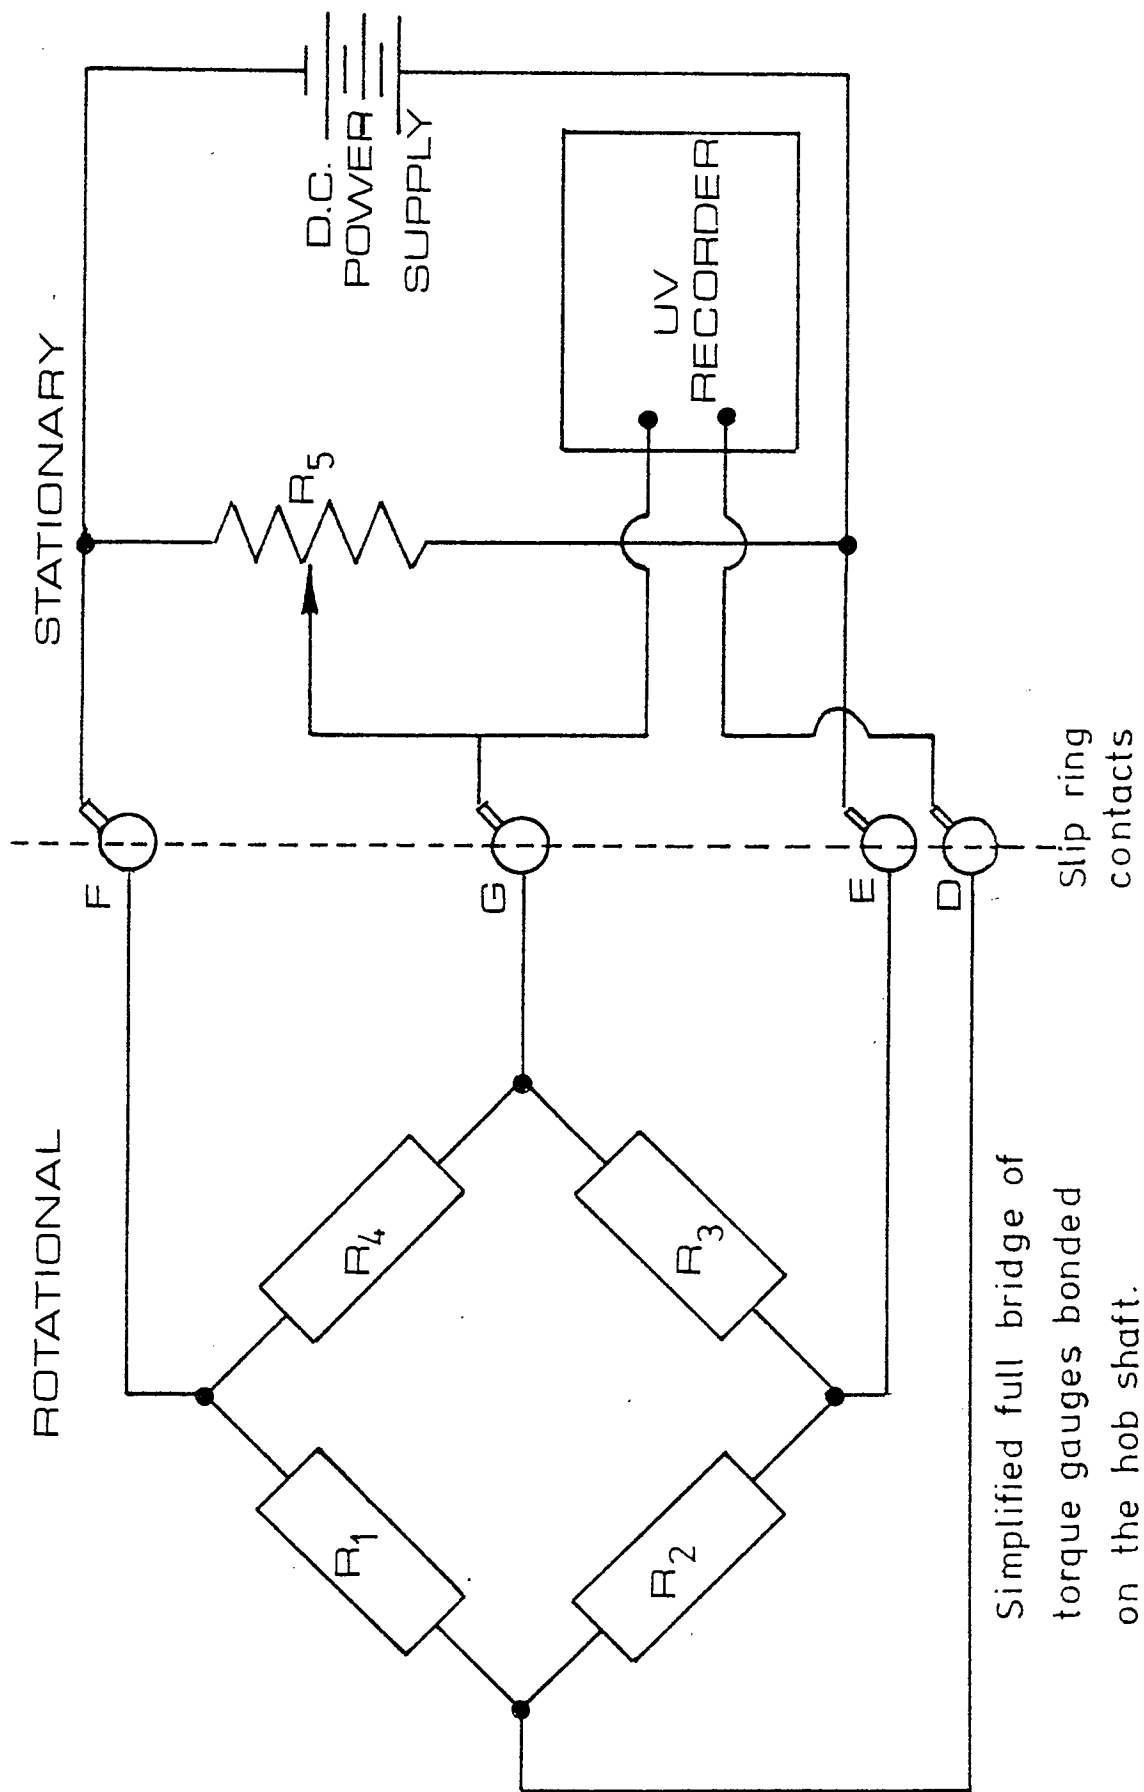 ROTATIONAL
STATIONARY
D.C.
POWER
SUPPLY
R5
UV
RECORDER
F
G
E
D
R4
R3
R1
R2
Slip ring
contacts
Simplified full bridge of
torque gauges bonded
on the hob shaft.